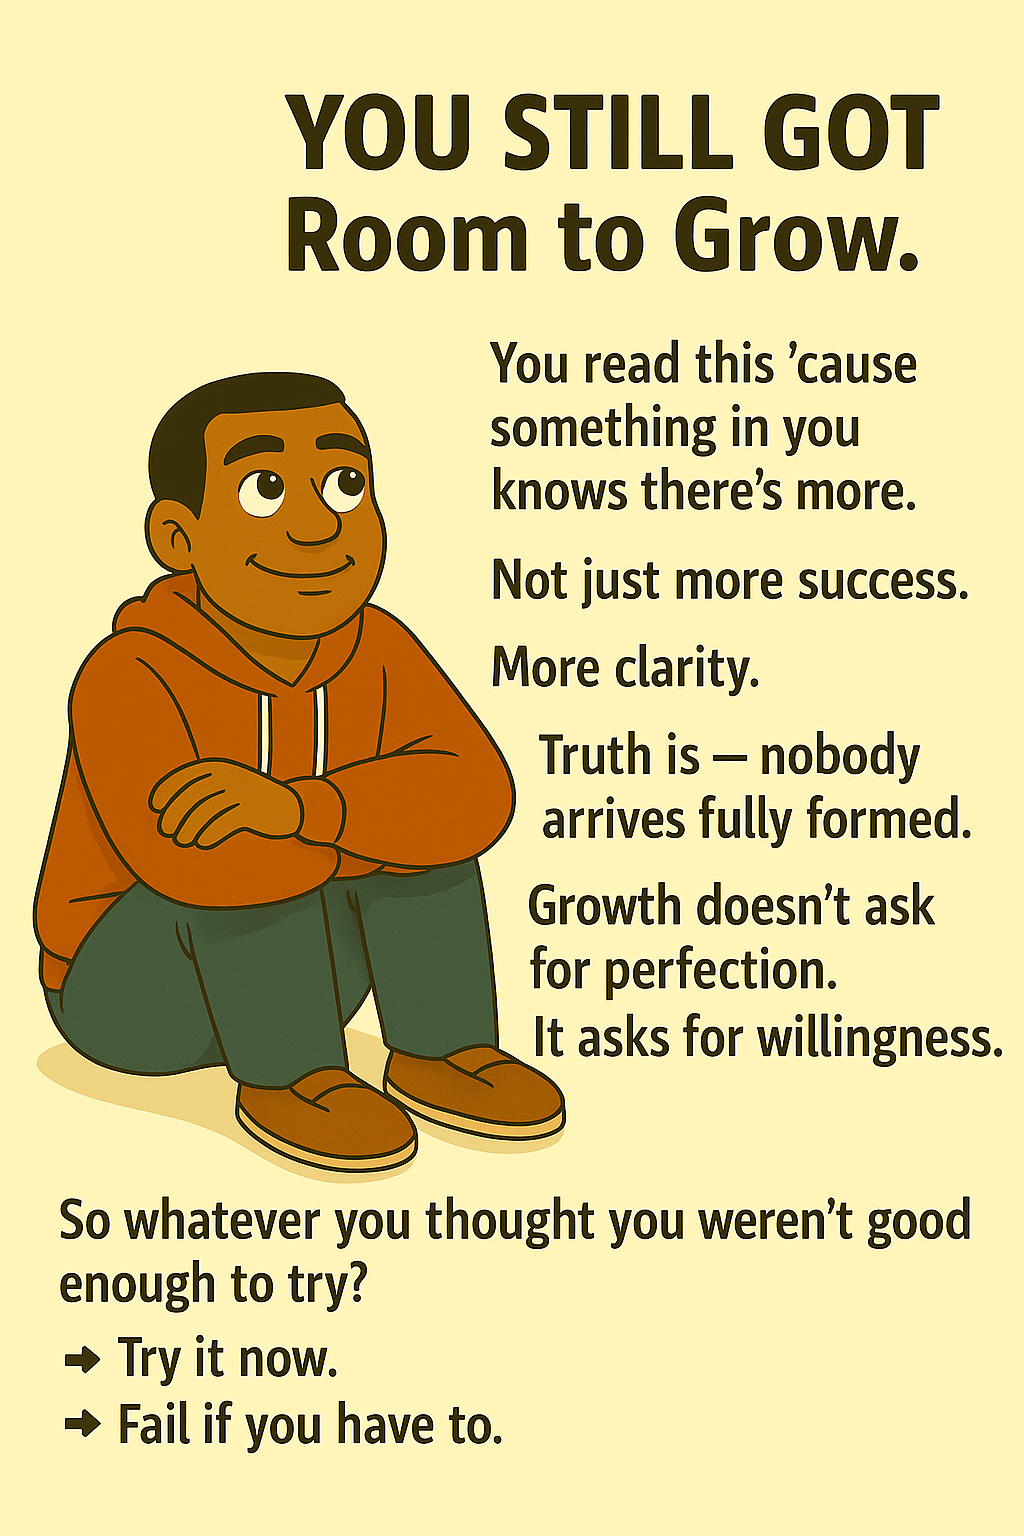 YOU STILL GOT
Room to Grow.
You read this ’cause
something in you
knows there’s more.
Not just more success.
More clarity.
Truth is — nobody
arrives fully formed.
Growth doesn’t ask
for perfection.
It asks for willingness.
So whatever you thought you weren’t good
enough to try?
➔ Try it now.
➔ Fail if you have to.